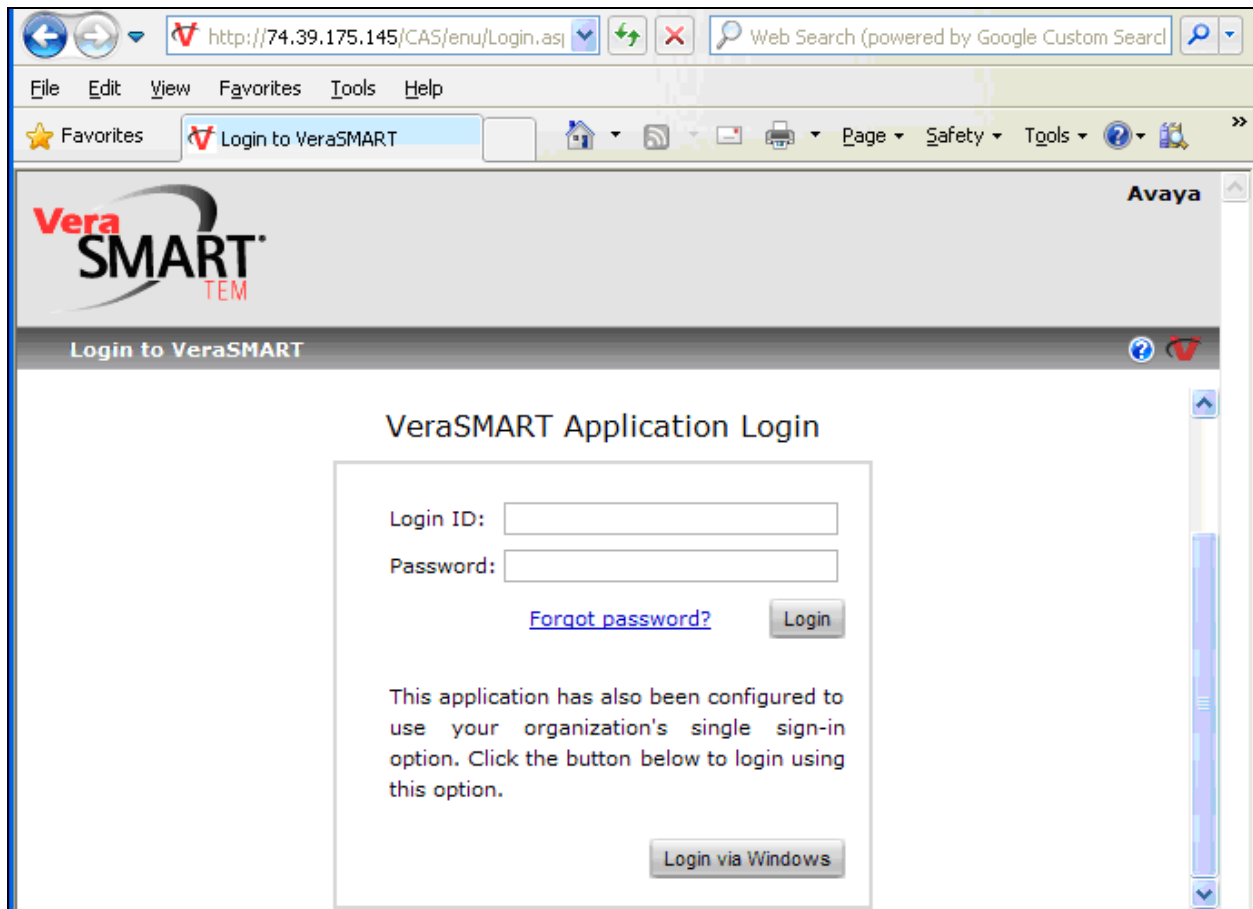 http://74.39.175.145/CAS/enu/Login.asp
Web Search (powered by Google Custom Search
File Edit View Favorites Tools Help
Favorites
Login to VeraSMART
Page Safety Tools
»
Avaya
Vera
SMART
TEM
Login to VeraSMART
VeraSMART Application Login
Login ID:
Password:
Forgot password?
Login
This application has also been configured to
use your organization's single sign-in
option. Click the button below to login using
this option.
Login via Windows